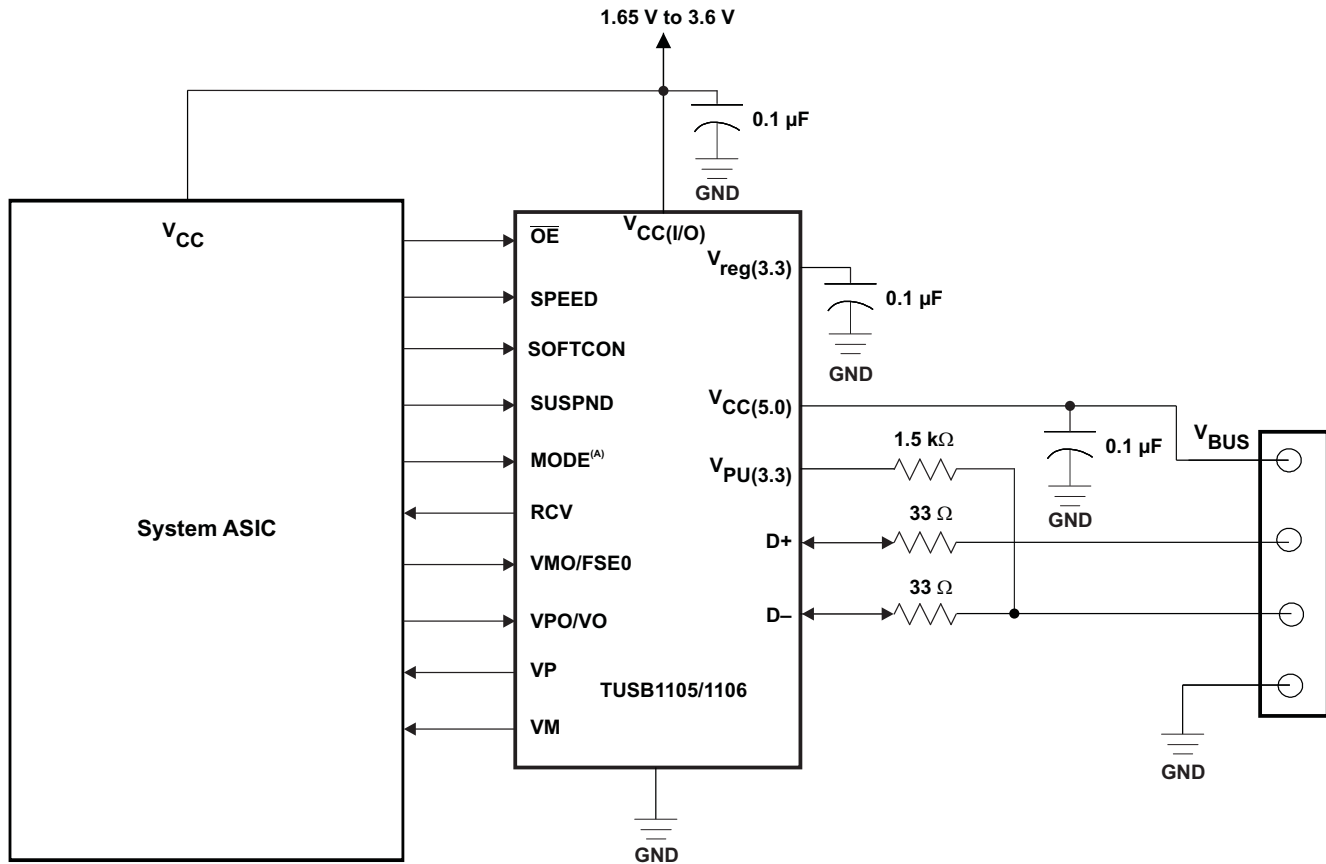 1.65 V to 3.6 V
0.1 µF
GND
VCC
OE
VCC(I/O)
Vreg(3.3)
0.1 µF
GND
SPEED
SOFTCON
SUSPND
VCC(5.0)
VBUS
0.1 µF
GND
1.5 kΩ
MODE(A)
VPU(3.3)
System ASIC
RCV
33 Ω
D+
VMO/FSE0
33 Ω
VPO/VO
D–
VP
TUSB1105/1106
VM
GND
GND